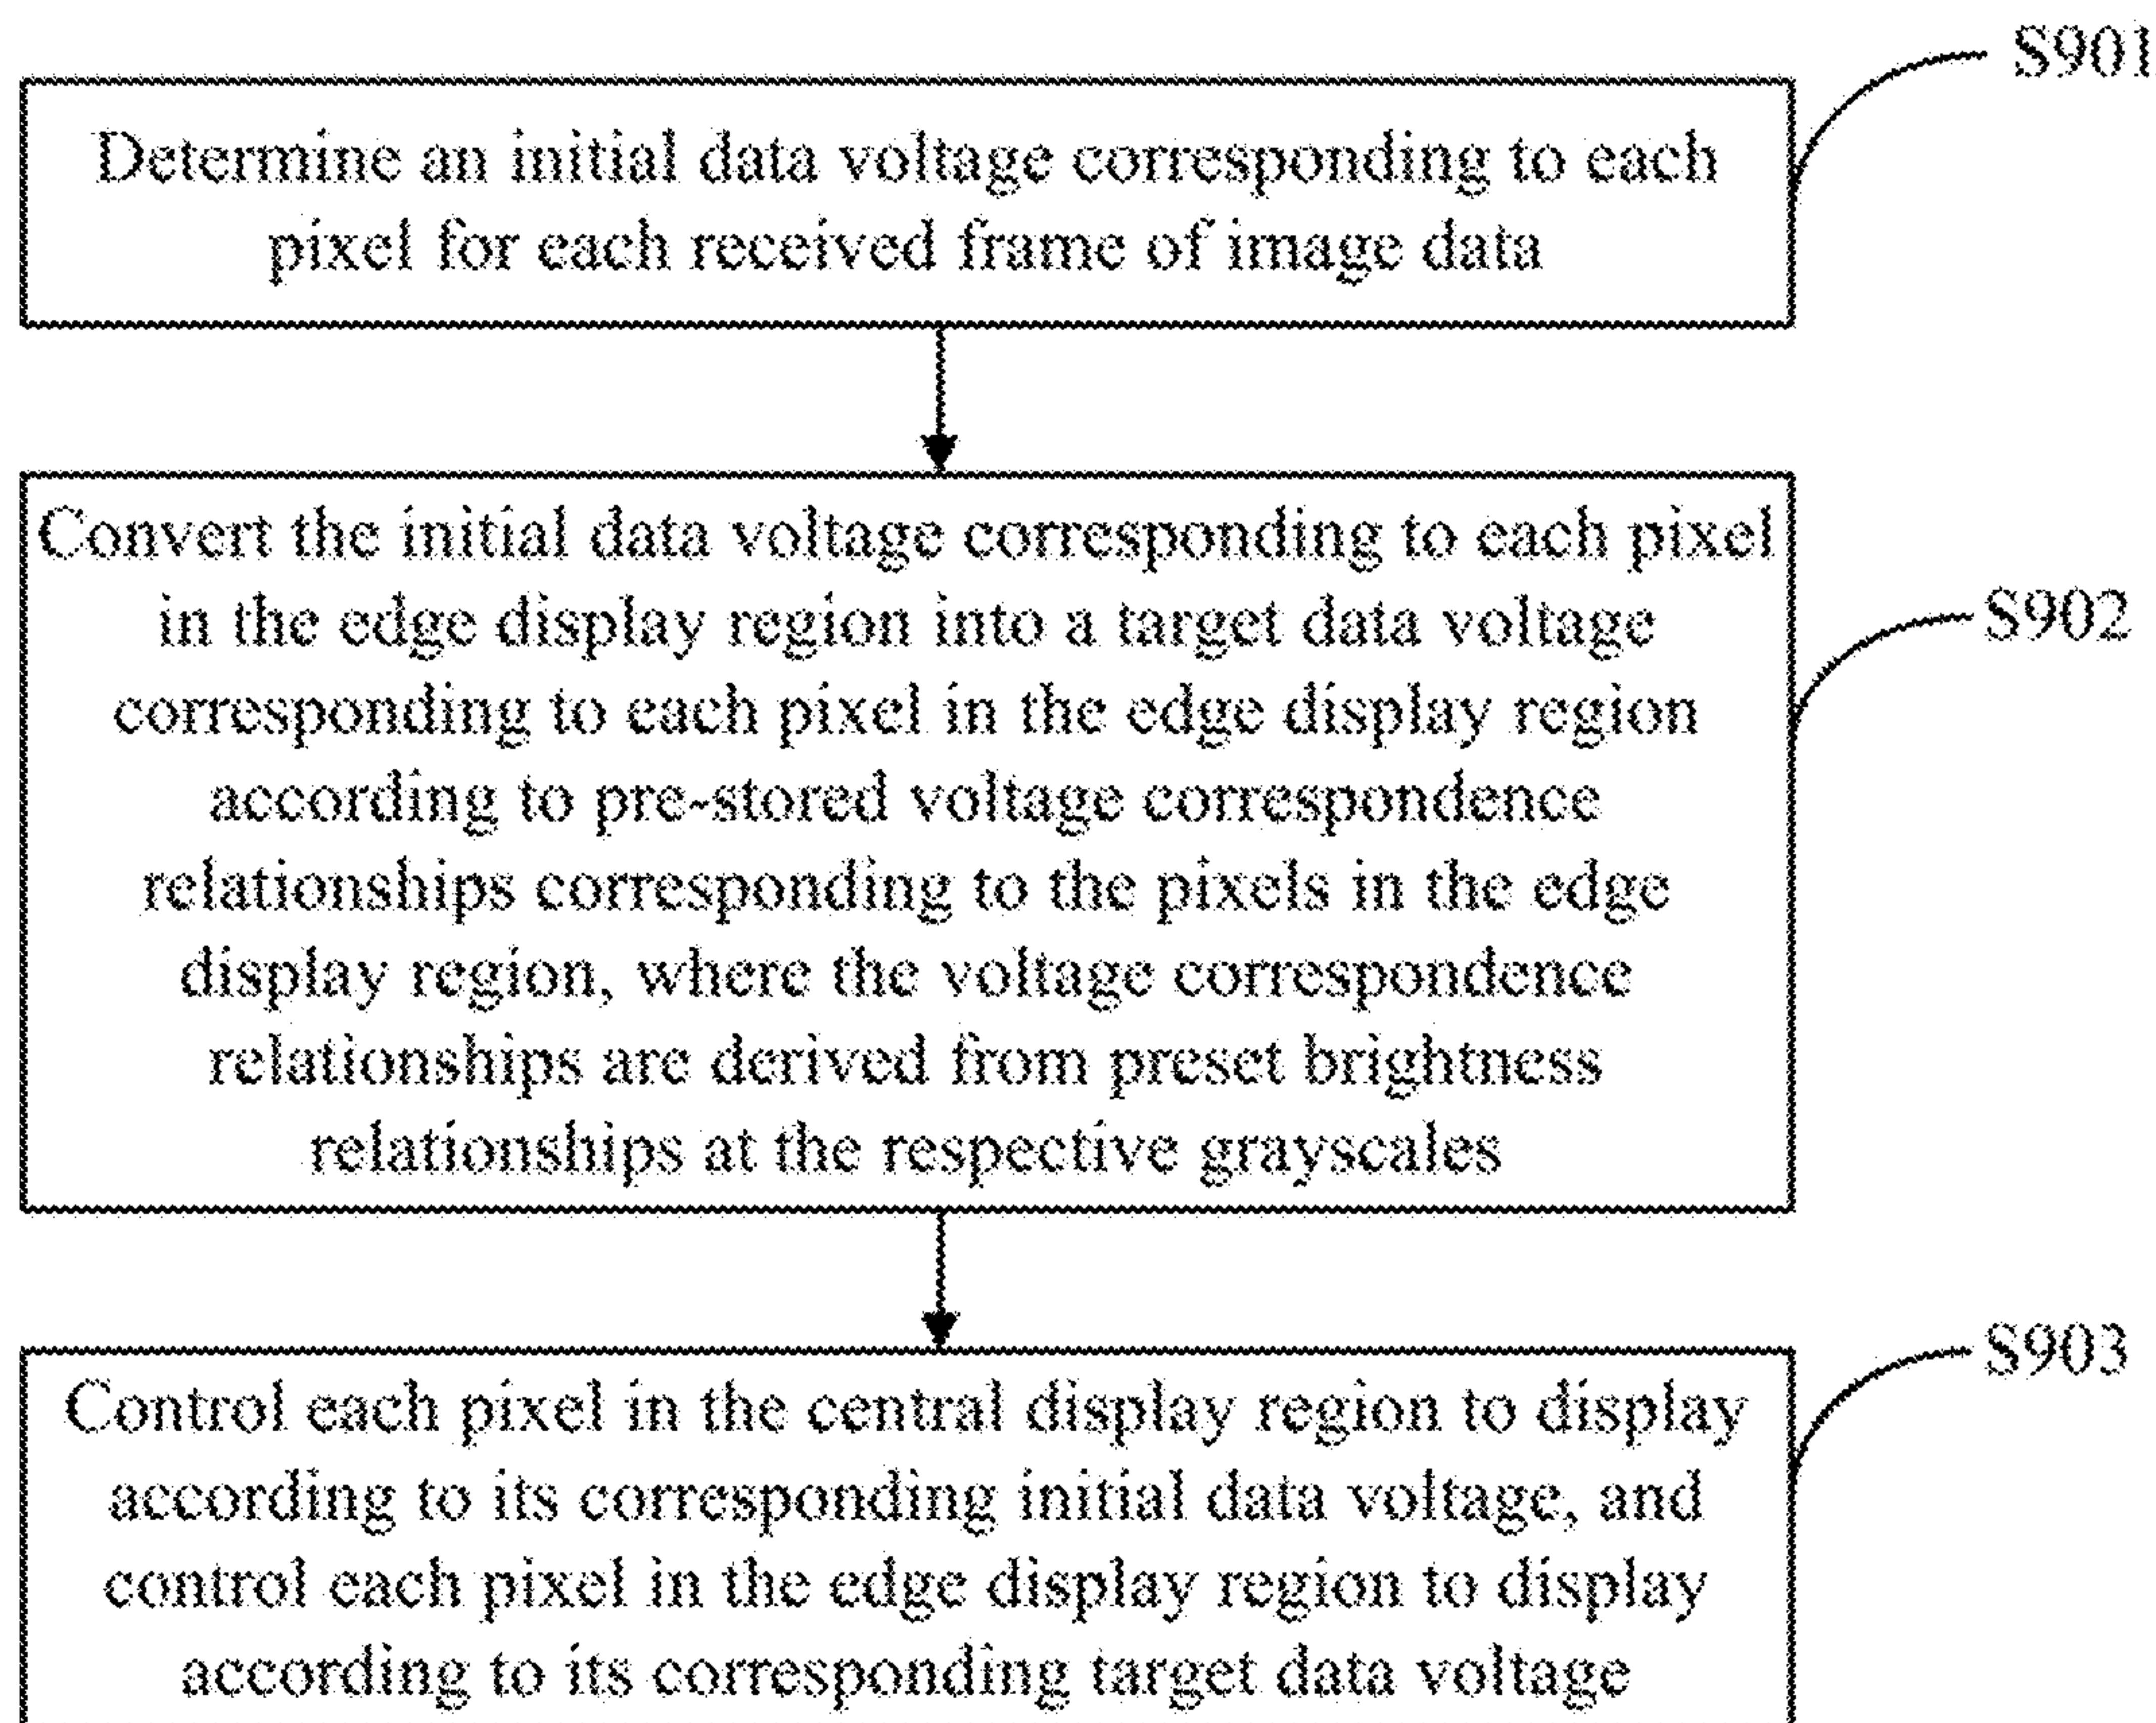 S901
Determine an initial data voltage corresponding to each
pixel for each received frame of image data
Convert the initial data voltage corresponding to each pixel
in the edge display region into a target data voltage
S902
corresponding to each pixel in the edge display region
according to pre-stored voltage correspondence
relationships corresponding to the pixels in the edge
display region, where the voltage correspondence
relationships are derived from preset brightness
relationships at the respective grayscales
S903
Control each pixel in the central display region to display
according to its corresponding initial data voltage, and
control each pixel in the edge display region to display
according to its corresponding target data voltage